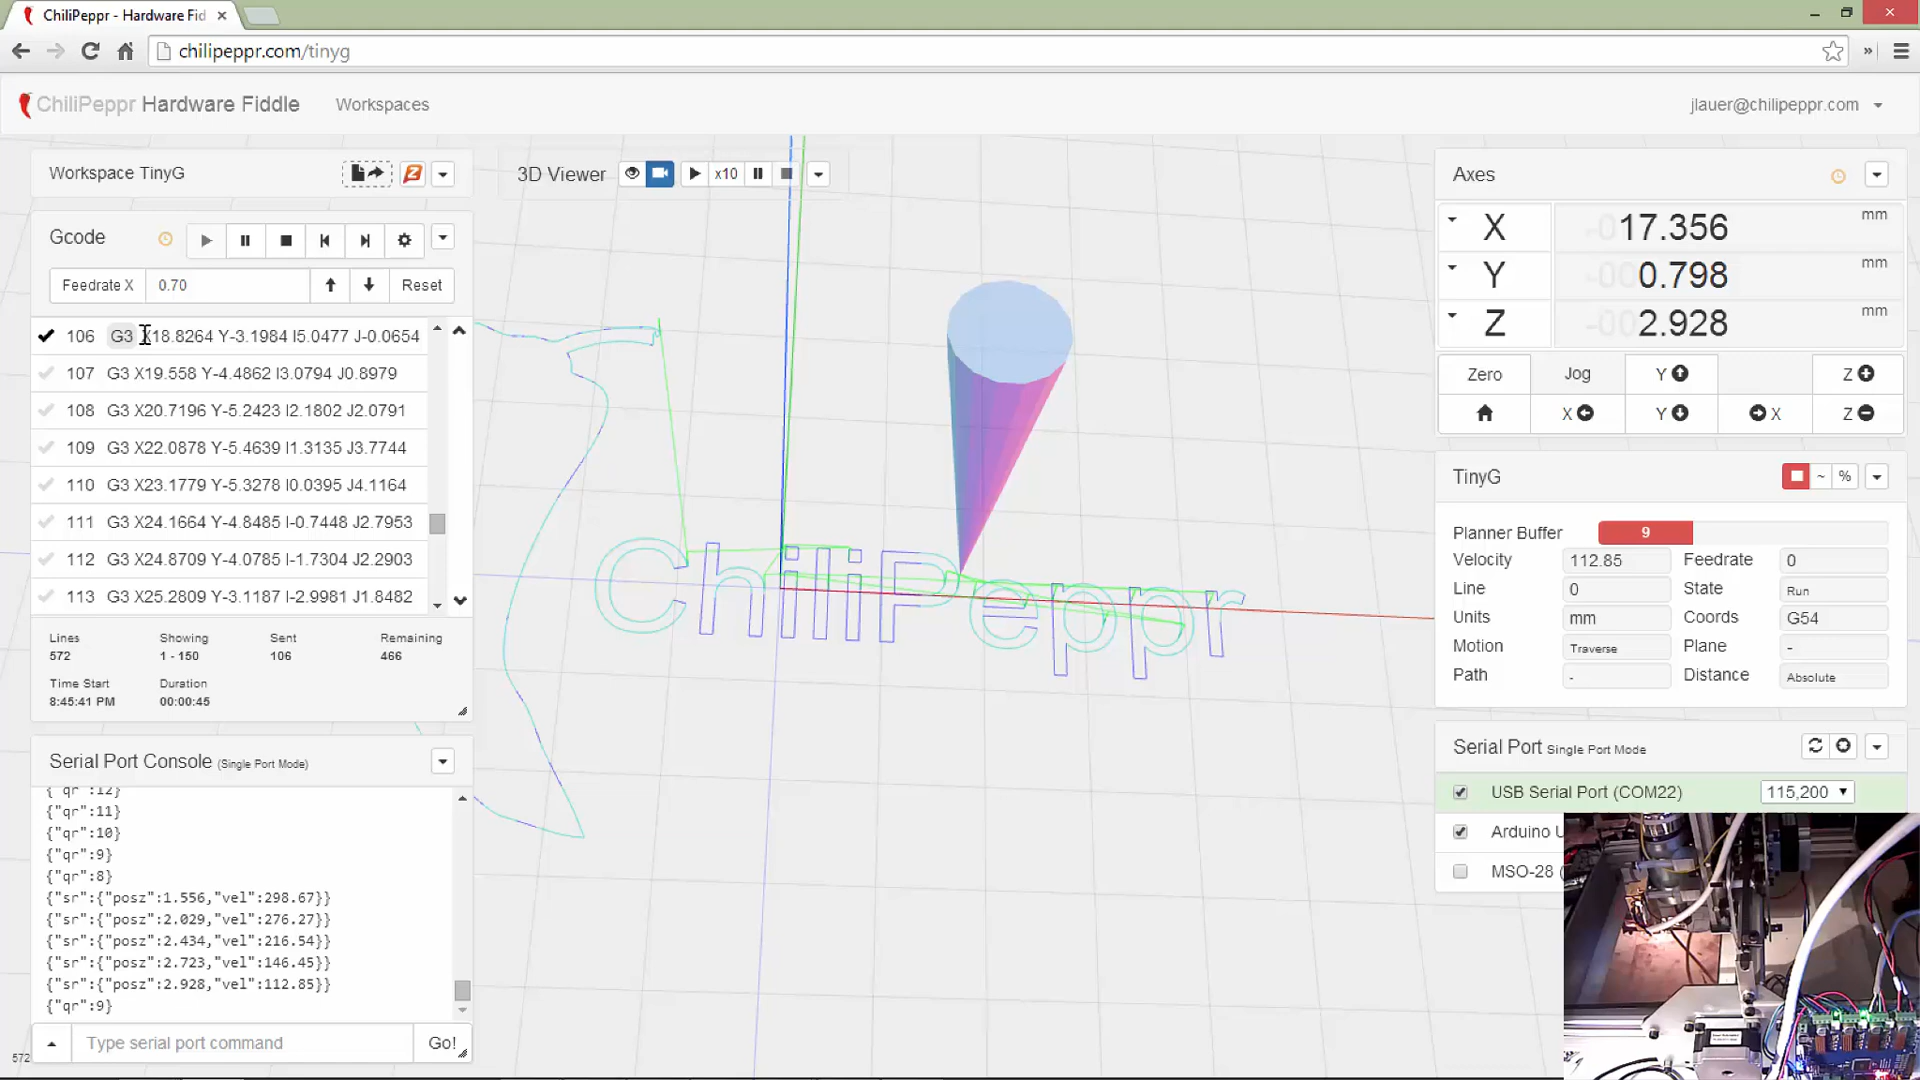 ChiliPeppr - Hardware Fid
chilipeppr.com/tinyg
ChiliPeppr Hardware Fiddle
Workspaces
jlauer@chilipeppr.com
Workspace TinyG
Gcode
Feedrate X
0.70
Reset
106 G3 X18.8264 Y-3.1984 I5.0477 J-0.0654
107 G3 X19.558 Y-4.4862 I3.0794 J0.8979
108 G3 X20.7196 Y-5.2423 I2.1802 J2.0791
109 G3 X22.0878 Y-5.4639 I1.3135 J3.7744
110 G3 X23.1779 Y-5.3278 I0.0395 J4.1164
111 G3 X24.1664 Y-4.8485 I-0.7448 J2.7953
112 G3 X24.8709 Y-4.0785 I-1.7304 J2.2903
113 G3 X25.2809 Y-3.1187 I-2.9981 J1.8482
Lines Showing Sent Remaining
572 1 - 150 106 466
Time Start Duration
8:45:41 PM 00:00:45
Serial Port Console (Single Port Mode)
{"qr":12}
{"qr":11}
{"qr":10}
{"qr":9}
{"qr":8}
{"sr":{"posz":1.556,"vel":298.67}}
{"sr":{"posz":2.029,"vel":276.27}}
{"sr":{"posz":2.434,"vel":216.54}}
{"sr":{"posz":2.723,"vel":146.45}}
{"sr":{"posz":2.928,"vel":112.85}}
{"qr":9}
Type serial port command
Go!
572
3D Viewer
x10
ChiliPeppr
Axes
X -017.356 mm
Y -000.798 mm
Z -002.928 mm
Zero Jog Y Z
X Y X Z
TinyG
~ %
Planner Buffer 9
Velocity 112.85 Feedrate 0
Line 0 State Run
Units mm Coords G54
Motion Traverse Plane -
Path - Distance Absolute
Serial Port Single Port Mode
USB Serial Port (COM22) 115,200
Arduino U
MSO-28 (